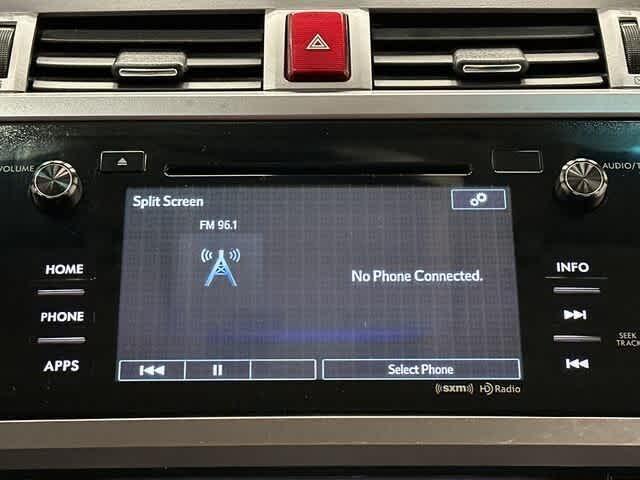 VOLUME
AUDIO/T
Split Screen
FM 96.1
HOME
No Phone Connected.
INFO
PHONE
SEEK
TRACK
APPS
Select Phone
((sxm)) HD Radio